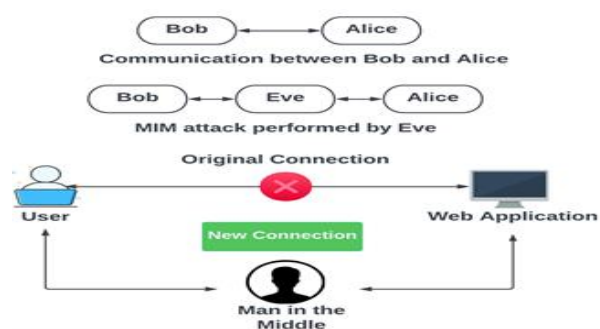 Bob Alice
Communication between Bob and Alice
Bob Eve Alice
MIM attack performed by Eve
Original Connection
User Web Application
New Connection
Man in the
Middle